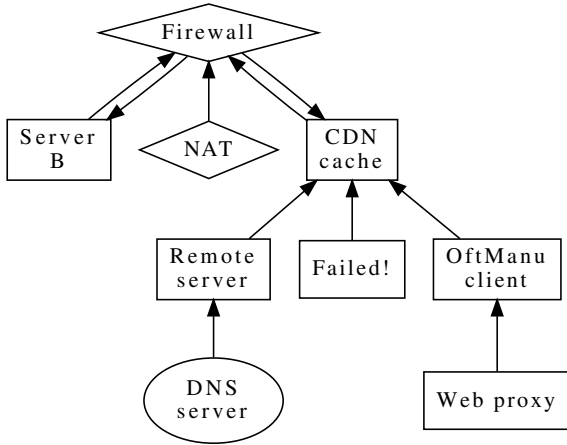 Firewall
Server
B
NAT
CDN
cache
Remote
server
Failed!
OftManu
client
DNS
server
Web proxy